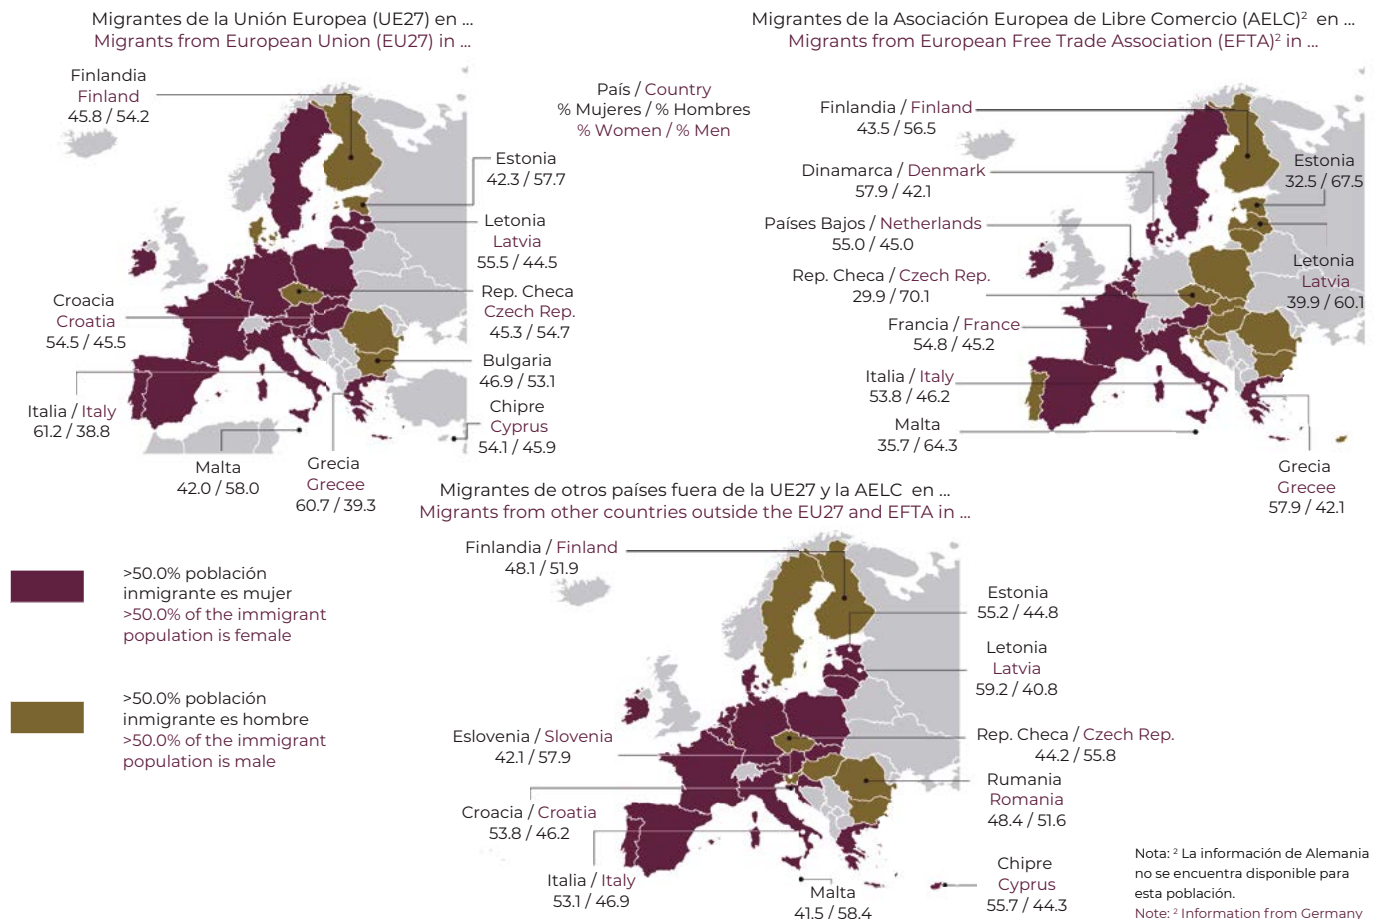 Migrantes de la Unión Europea (UE27) en ...
Migrants from European Union (EU27) in ...
Finlandia
Finland
45.8 / 54.2
País / Country
% Mujeres / % Hombres
% Women / % Men
Estonia
42.3 / 57.7
Letonia
Latvia
55.5 / 44.5
Rep. Checa
Czech Rep.
45.3 / 54.7
Croacia
Croatia
54.5 / 45.5
Bulgaria
46.9 / 53.1
Italia / Italy
61.2 / 38.8
Chipre
Cyprus
54.1 / 45.9
Malta
42.0 / 58.0
Grecia
Grecee
60.7 / 39.3
Migrantes de la Asociación Europea de Libre Comercio (AELC)² en ...
Migrants from European Free Trade Association (EFTA)² in ...
Finlandia / Finland
43.5 / 56.5
Estonia
32.5 / 67.5
Dinamarca / Denmark
57.9 / 42.1
Países Bajos / Netherlands
55.0 / 45.0
Letonia
Latvia
39.9 / 60.1
Rep. Checa / Czech Rep.
29.9 / 70.1
Francia / France
54.8 / 45.2
Italia / Italy
53.8 / 46.2
Malta
35.7 / 64.3
Grecia
Grecee
57.9 / 42.1
Migrantes de otros países fuera de la UE27 y la AELC en ...
Migrants from other countries outside the EU27 and EFTA in ...
Finlandia / Finland
48.1 / 51.9
Estonia
55.2 / 44.8
Letonia
Latvia
59.2 / 40.8
Eslovenia / Slovenia
42.1 / 57.9
Rep. Checa / Czech Rep.
44.2 / 55.8
Rumania
Romania
48.4 / 51.6
Croacia / Croatia
53.8 / 46.2
Italia / Italy
53.1 / 46.9
Malta
41.5 / 58.4
Chipre
Cyprus
55.7 / 44.3
>50.0% población
inmigrante es mujer
>50.0% of the immigrant
population is female
>50.0% población
inmigrante es hombre
>50.0% of the immigrant
population is male
Nota: ² La información de Alemania
no se encuentra disponible para
esta población.
Note: ² Information from Germany